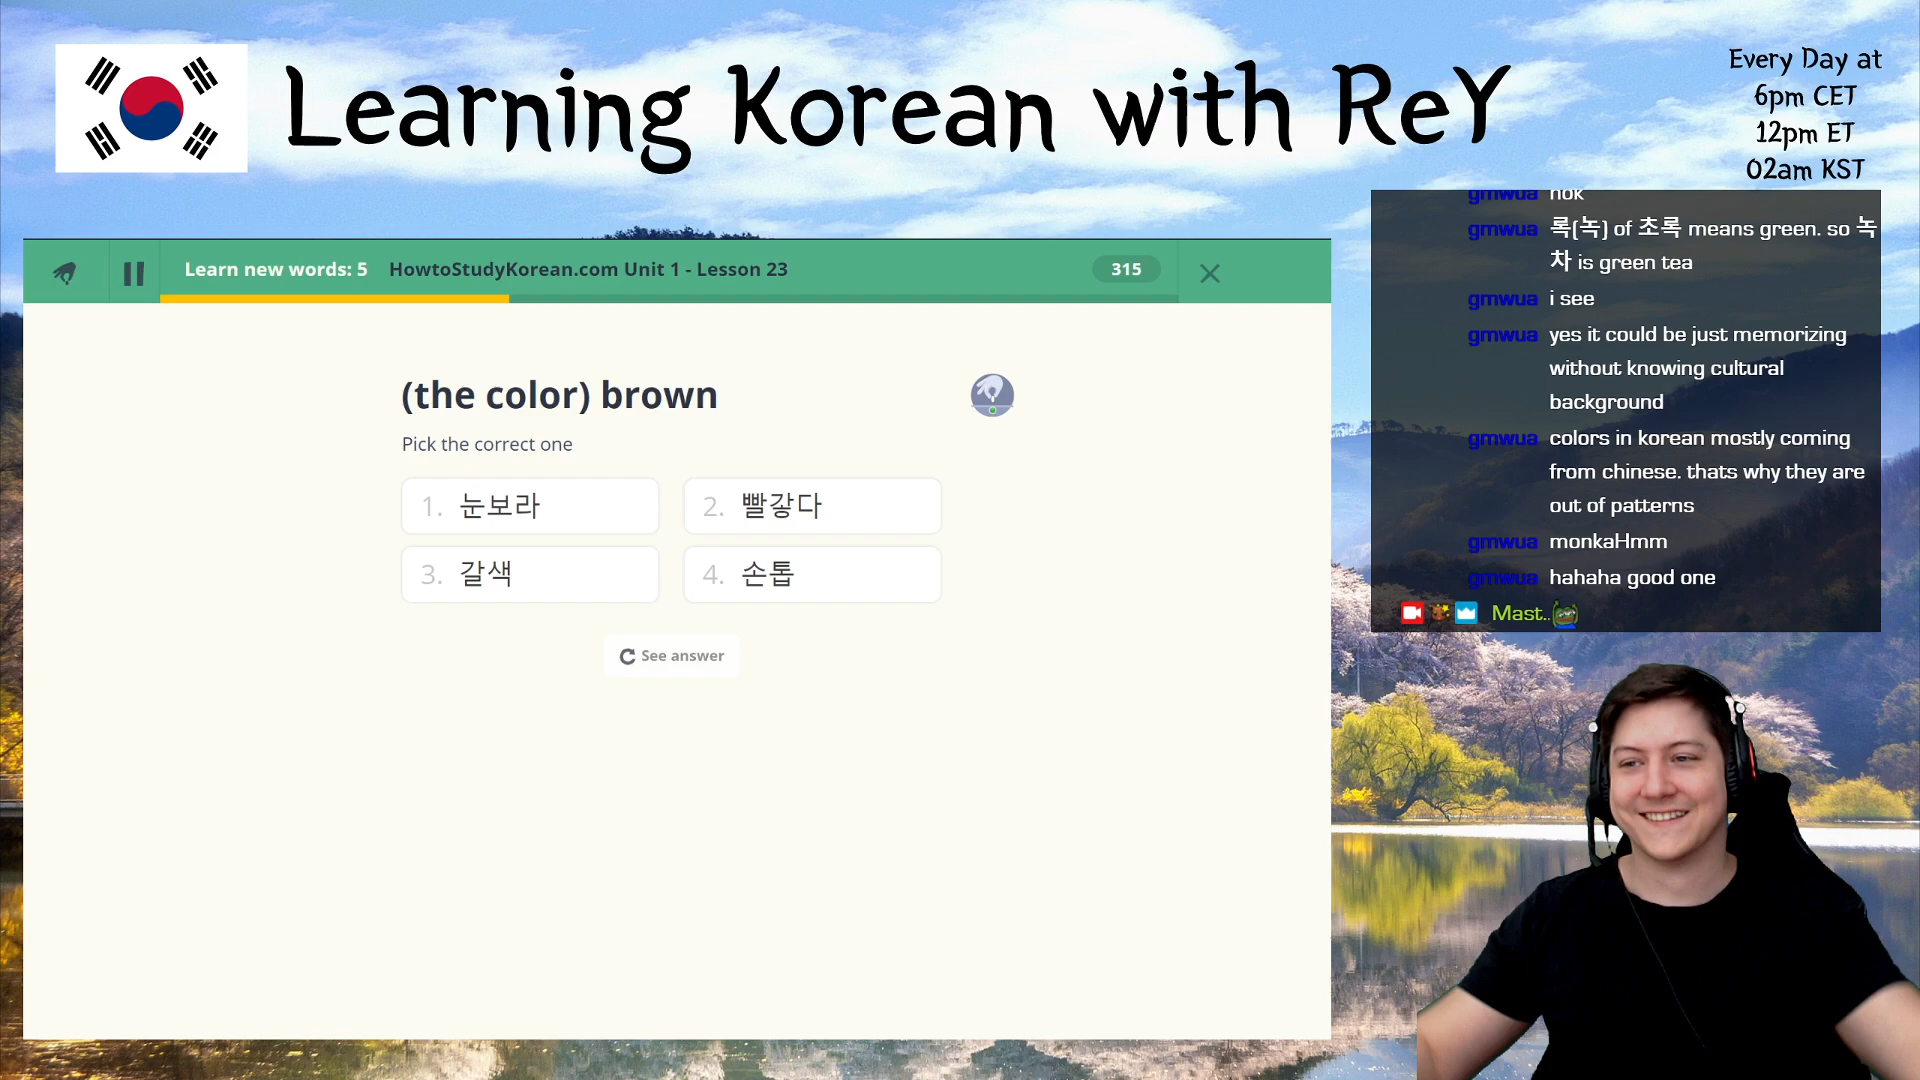 Learning Korean with ReY
Every Day at
6pm CET
12pm ET
02am KST
Learn new words: 5 HowtoStudyKorean.com Unit 1 - Lesson 23
315
(the color) brown
Pick the correct one
1. 눈보라
2. 빨갛다
3. 갈색
4. 손톱
See answer
gmwua nok
gmwua 록[녹] of 초록 means green. so 녹
차 is green tea
gmwua i see
gmwua yes it could be just memorizing
without knowing cultural
background
gmwua colors in korean mostly coming
from chinese. thats why they are
out of patterns
gmwua monkaHmm
gmwua hahaha good one
Mast..